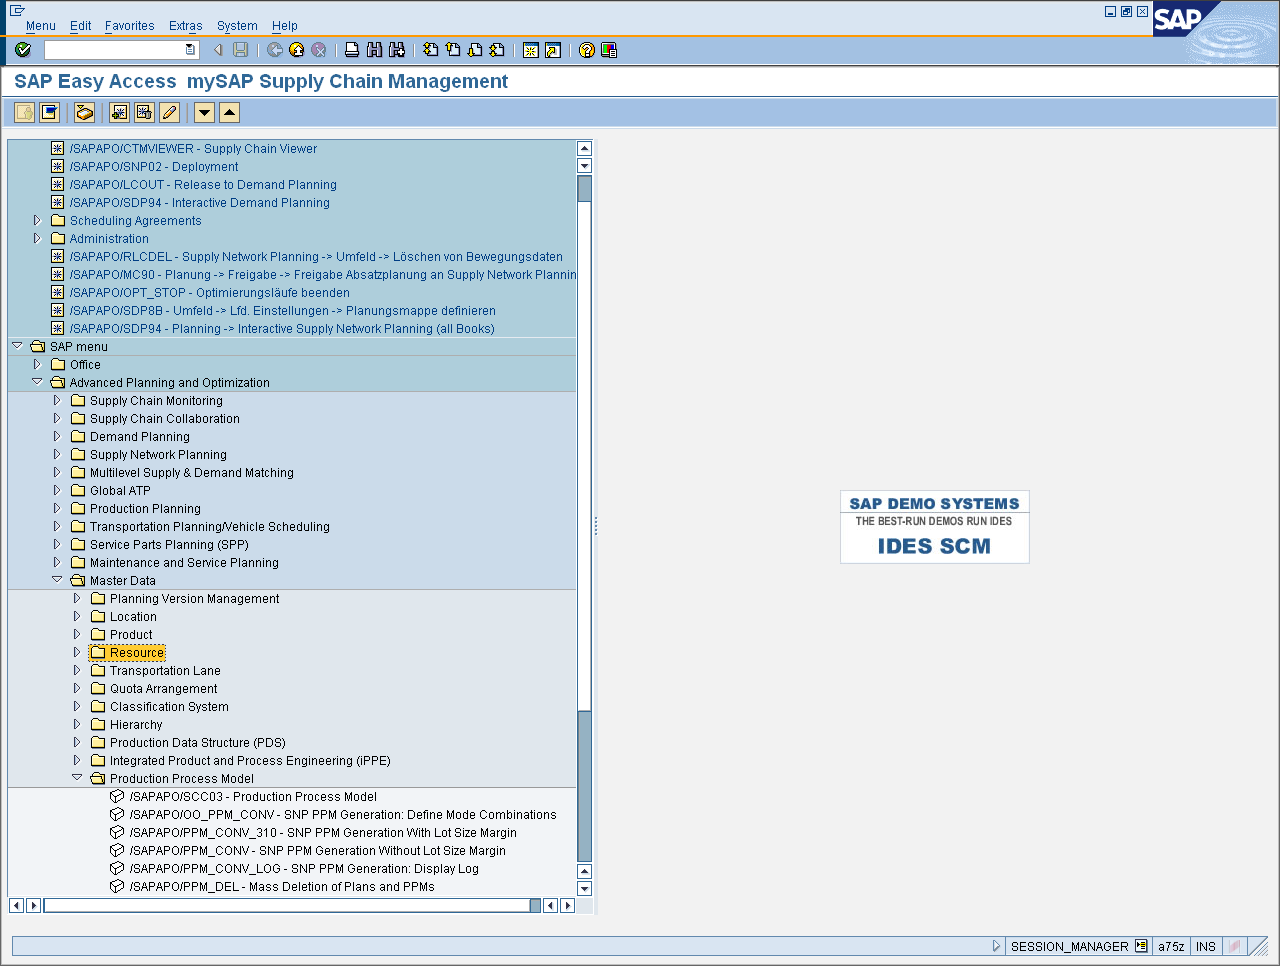 Menu Edit Favorites Extras System Help
SAP
SAP Easy Access mySAP Supply Chain Management
/SAPAPO/CTMVIEWER - Supply Chain Viewer
/SAPAPO/SNP02 - Deployment
/SAPAPO/LCOUT - Release to Demand Planning
/SAPAPO/SDP94 - Interactive Demand Planning
Scheduling Agreements
Administration
/SAPAPO/RLCDEL - Supply Network Planning -> Umfeld -> Löschen von Bewegungsdaten
/SAPAPO/MC90 - Planung -> Freigabe -> Freigabe Absatzplanung an Supply Network Plannin
/SAPAPO/OPT_STOP - Optimierungsläufe beenden
/SAPAPO/SDP8B - Umfeld -> Lfd. Einstellungen -> Planungsmappe definieren
/SAPAPO/SDP94 - Planning -> Interactive Supply Network Planning (all Books)
SAP menu
Office
Advanced Planning and Optimization
Supply Chain Monitoring
Supply Chain Collaboration
Demand Planning
Supply Network Planning
Multilevel Supply & Demand Matching
Global ATP
Production Planning
Transportation Planning/Vehicle Scheduling
Service Parts Planning (SPP)
Maintenance and Service Planning
Master Data
Planning Version Management
Location
Product
Resource
Transportation Lane
Quota Arrangement
Classification System
Hierarchy
Production Data Structure (PDS)
Integrated Product and Process Engineering (iPPE)
Production Process Model
/SAPAPO/SCC03 - Production Process Model
/SAPAPO/OO_PPM_CONV - SNP PPM Generation: Define Mode Combinations
/SAPAPO/PPM_CONV_310 - SNP PPM Generation With Lot Size Margin
/SAPAPO/PPM_CONV - SNP PPM Generation Without Lot Size Margin
/SAPAPO/PPM_CONV_LOG - SNP PPM Generation: Display Log
/SAPAPO/PPM_DEL - Mass Deletion of Plans and PPMs
SAP DEMO SYSTEMS
THE BEST-RUN DEMOS RUN IDES
IDES SCM
SESSION_MANAGER a75z INS